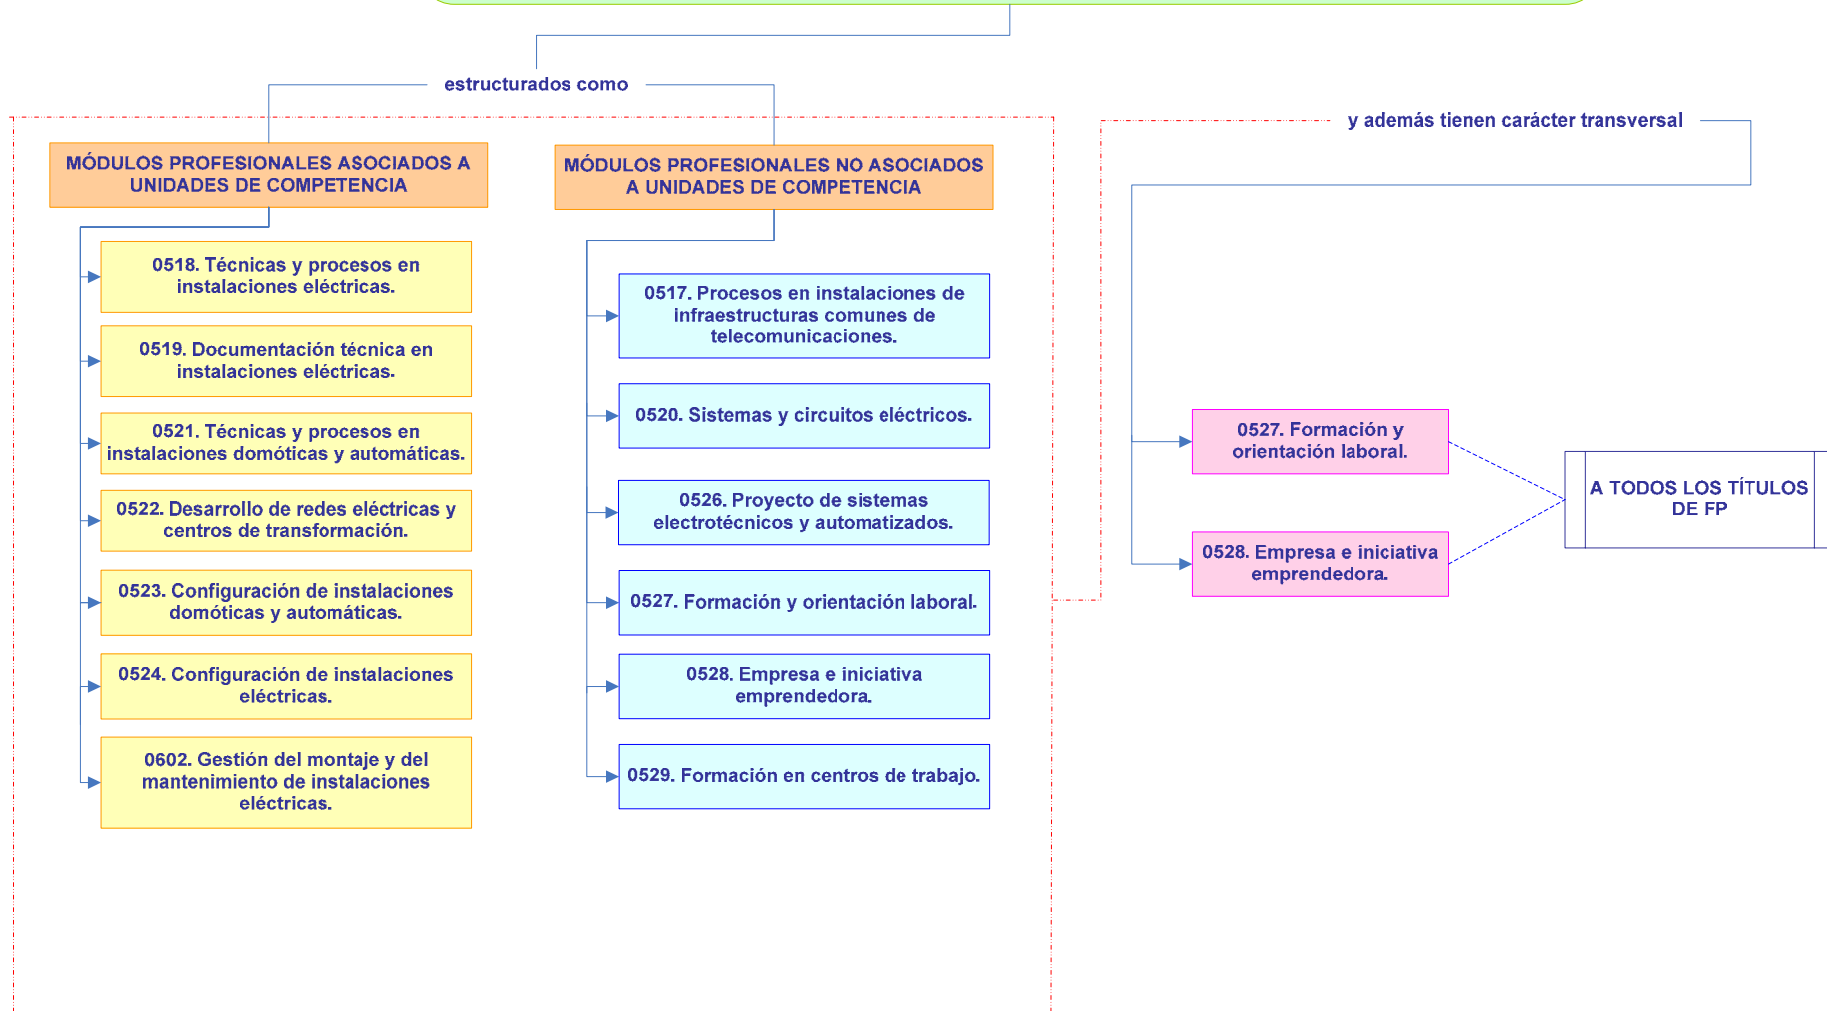 estructurados como
y además tienen carácter transversal
MÓDULOS PROFESIONALES ASOCIADOS A
UNIDADES DE COMPETENCIA
0518. Técnicas y procesos en
instalaciones eléctricas.
0519. Documentación técnica en
instalaciones eléctricas.
0521. Técnicas y procesos en
instalaciones domóticas y automáticas.
0522. Desarrollo de redes eléctricas y
centros de transformación.
0523. Configuración de instalaciones
domóticas y automáticas.
0524. Configuración de instalaciones
eléctricas.
0602. Gestión del montaje y del
mantenimiento de instalaciones
eléctricas.
MÓDULOS PROFESIONALES NO ASOCIADOS
A UNIDADES DE COMPETENCIA
0517. Procesos en instalaciones de
infraestructuras comunes de
telecomunicaciones.
0520. Sistemas y circuitos eléctricos.
0526. Proyecto de sistemas
electrotécnicos y automatizados.
0527. Formación y orientación laboral.
0528. Empresa e iniciativa
emprendedora.
0529. Formación en centros de trabajo.
0527. Formación y
orientación laboral.
0528. Empresa e iniciativa
emprendedora.
A TODOS LOS TÍTULOS
DE FP